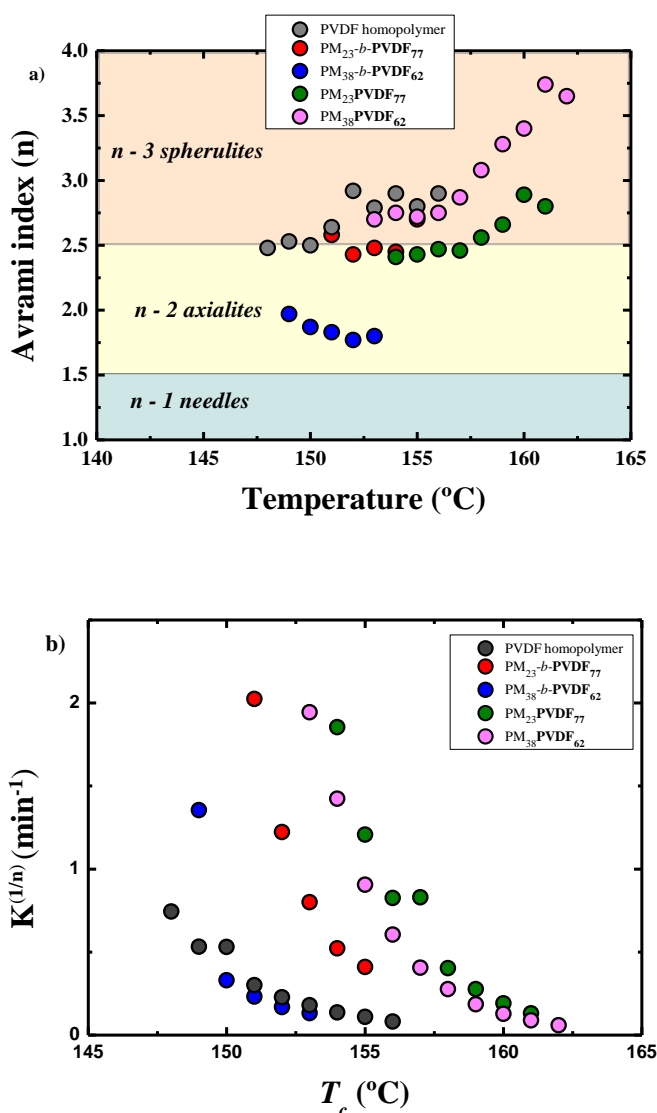 a)
PVDF homopolymer
PM23-b-PVDF77
PM38-b-PVDF62
PM23PVDF77
PM38PVDF62
4.0
3.5
3.0
2.5
2.0
1.5
1.0
Avrami index (n)
n - 3 spherulites
n - 2 axialites
n - 1 needles
140
145
150
155
160
165
Temperature (ºC)
b)
PVDF homopolymer
PM23-b-PVDF77
PM38-b-PVDF62
PM23PVDF77
PM38PVDF62
2
1
0
K(1/n) (min-1)
145
150
155
160
165
Tc (ºC)